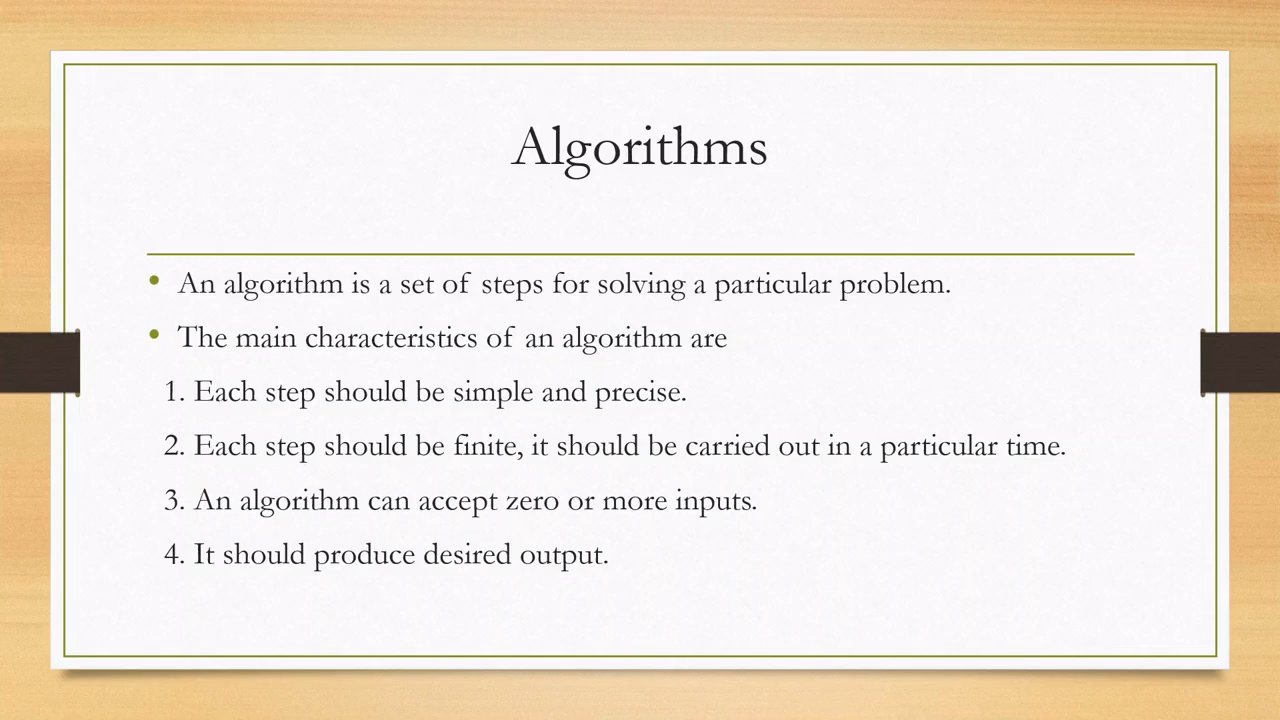 Algorithms
• An algorithm is a set of steps for solving a particular problem.
• The main characteristics of an algorithm are
1. Each step should be simple and precise.
2. Each step should be finite, it should be carried out in a particular time.
3. An algorithm can accept zero or more inputs.
4. It should produce desired output.